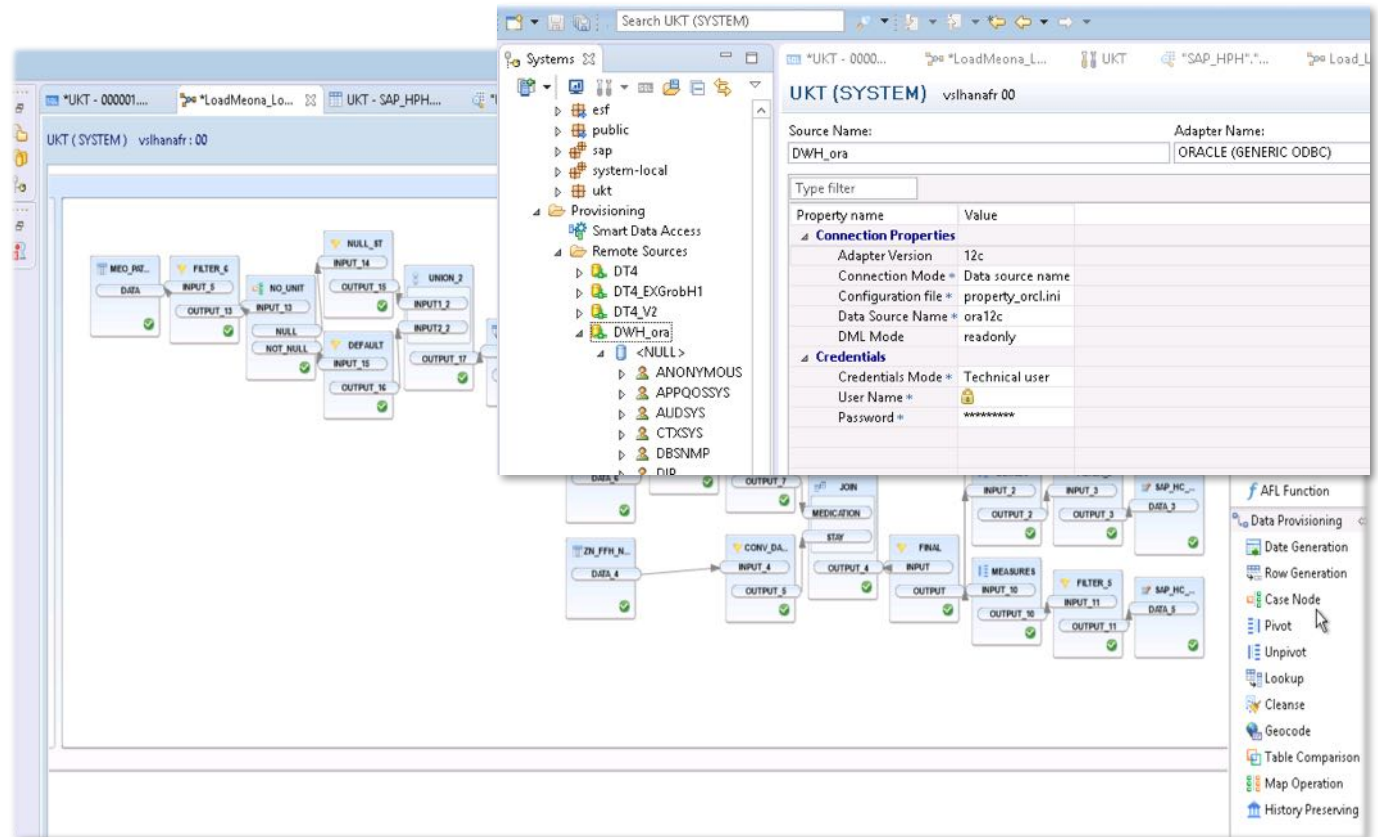 Search UKT (SYSTEM)
Systems
*UKT - 0000...
*LoadMeona_L...
UKT
"SAP_HPH"."...
Load_L
esf
public
sap
system-local
ukt
Provisioning
Smart Data Access
Remote Sources
DT4
DT4_EXGrobH1
DT4_V2
DWH_ora
<NULL>
ANONYMOUS
APPQOSSYS
AUDSYS
CTXSYS
DBSNMP
DIP
UKT (SYSTEM) vslhanafr 00
Source Name:
Adapter Name:
DWH_ora
ORACLE (GENERIC ODBC)
Type filter
Property name Value
Connection Properties
Adapter Version 12c
Connection Mode * Data source name
Configuration file * property_orcl.ini
Data Source Name * ora12c
DML Mode readonly
Credentials
Credentials Mode * Technical user
User Name *
Password * *********
*UKT - 000001....
*LoadMeona_Lo...
UKT - SAP_HPH....
UKT ( SYSTEM ) vslhanafr : 00
MEO_PAT...
DATA
FILTER_6
INPUT_5
OUTPUT_13
NO_UNIT
INPUT_13
NULL
NOT_NULL
NULL_ST
INPUT_14
OUTPUT_15
DEFAULT
INPUT_15
OUTPUT_16
UNION_2
INPUT1_2
INPUT2_2
OUTPUT_17
DATA_6
OUTPUT_7
JOIN
MEDICATION
STAY
OUTPUT_4
ZN_FFH_N...
DATA_4
CONV_DA...
INPUT_4
OUTPUT_5
FINAL
INPUT
OUTPUT
INPUT_2
OUTPUT_2
INPUT_3
OUTPUT_3
SAP_HC_...
DATA_3
MEASURES
INPUT_10
OUTPUT_10
FILTER_5
INPUT_11
OUTPUT_11
SAP_HC_...
DATA_5
AFL Function
Data Provisioning
Date Generation
Row Generation
Case Node
Pivot
Unpivot
Lookup
Cleanse
Geocode
Table Comparison
Map Operation
History Preserving